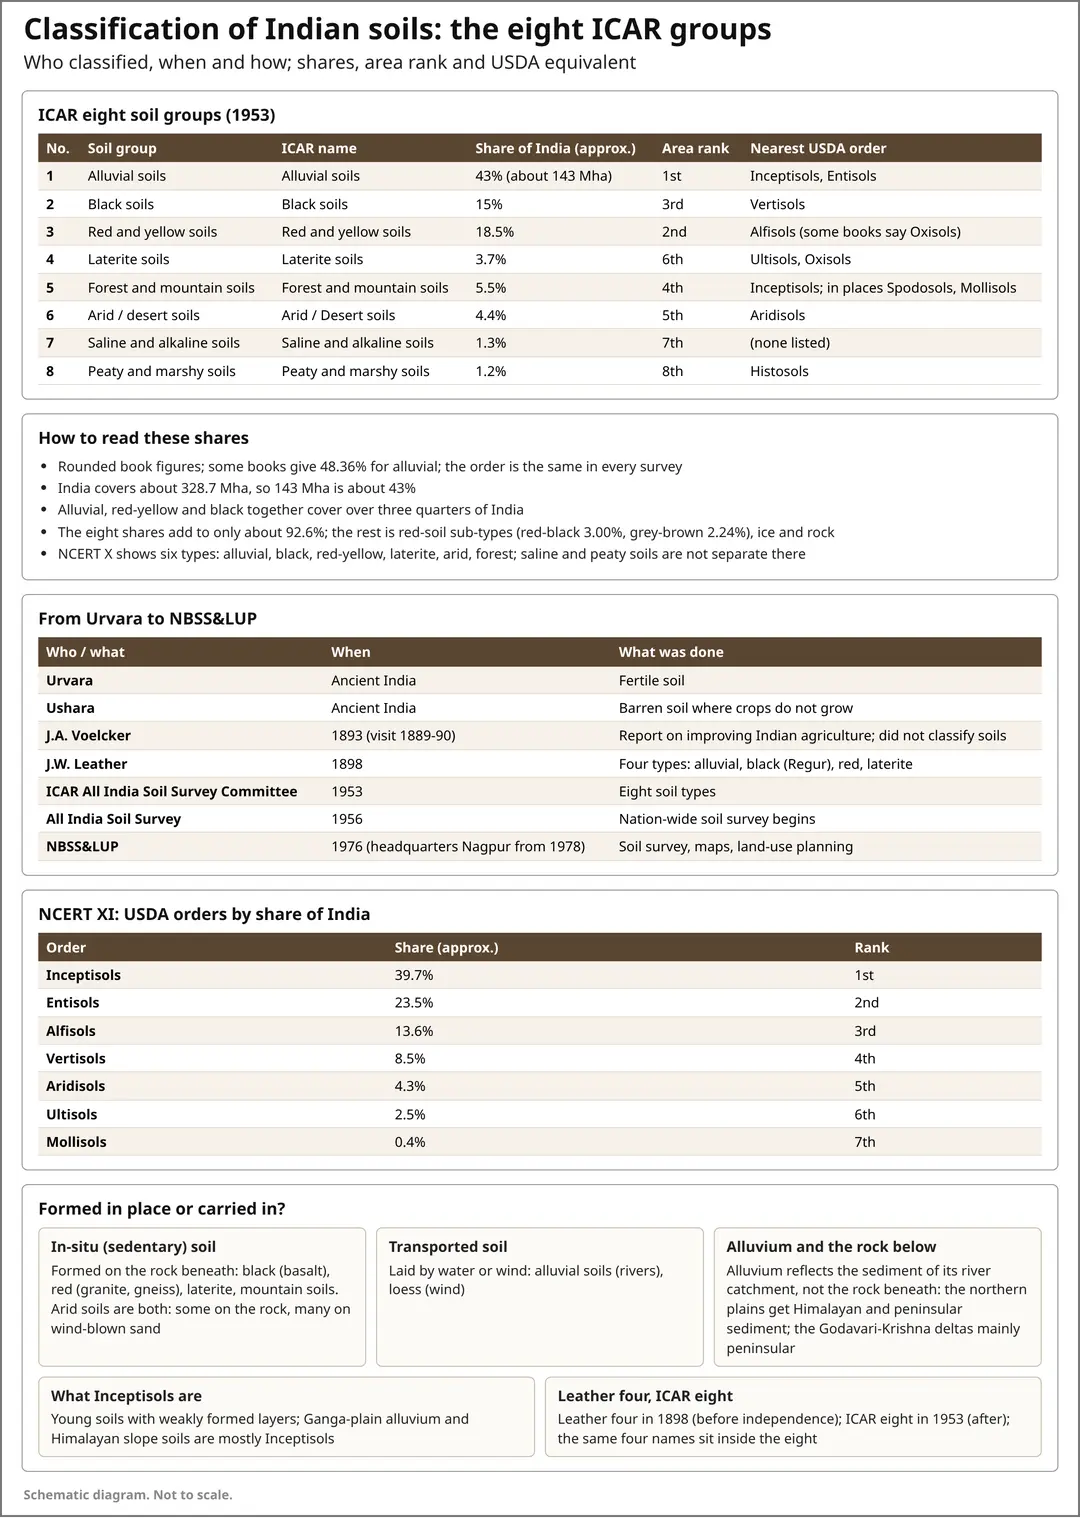 Classification of Indian soils: the eight ICAR groups
Who classified, when and how; shares, area rank and USDA equivalent
ICAR eight soil groups (1953)
No. Soil group ICAR name Share of India (approx.) Area rank Nearest USDA order
1 Alluvial soils Alluvial soils 43% (about 143 Mha) 1st Inceptisols, Entisols
2 Black soils Black soils 15% 3rd Vertisols
3 Red and yellow soils Red and yellow soils 18.5% 2nd Alfisols (some books say Oxisols)
4 Laterite soils Laterite soils 3.7% 6th Ultisols, Oxisols
5 Forest and mountain soils Forest and mountain soils 5.5% 4th Inceptisols; in places Spodosols, Mollisols
6 Arid / desert soils Arid / Desert soils 4.4% 5th Aridisols
7 Saline and alkaline soils Saline and alkaline soils 1.3% 7th (none listed)
8 Peaty and marshy soils Peaty and marshy soils 1.2% 8th Histosols
How to read these shares
• Rounded book figures; some books give 48.36% for alluvial; the order is the same in every survey
• India covers about 328.7 Mha, so 143 Mha is about 43%
• Alluvial, red-yellow and black together cover over three quarters of India
• The eight shares add to only about 92.6%; the rest is red-soil sub-types (red-black 3.00%, grey-brown 2.24%), ice and rock
• NCERT X shows six types: alluvial, black, red-yellow, laterite, arid, forest; saline and peaty soils are not separate there
From Urvara to NBSS&LUP
Who / what When What was done
Urvara Ancient India Fertile soil
Ushara Ancient India Barren soil where crops do not grow
J.A. Voelcker 1893 (visit 1889-90) Report on improving Indian agriculture; did not classify soils
J.W. Leather 1898 Four types: alluvial, black (Regur), red, laterite
ICAR All India Soil Survey Committee 1953 Eight soil types
All India Soil Survey 1956 Nation-wide soil survey begins
NBSS&LUP 1976 (headquarters Nagpur from 1978) Soil survey, maps, land-use planning
NCERT XI: USDA orders by share of India
Order Share (approx.) Rank
Inceptisols 39.7% 1st
Entisols 23.5% 2nd
Alfisols 13.6% 3rd
Vertisols 8.5% 4th
Aridisols 4.3% 5th
Ultisols 2.5% 6th
Mollisols 0.4% 7th
Formed in place or carried in?
In-situ (sedentary) soil
Formed on the rock beneath: black (basalt),
red (granite, gneiss), laterite, mountain soils.
Arid soils are both: some on the rock, many on
wind-blown sand
Transported soil
Laid by water or wind: alluvial soils (rivers),
loess (wind)
Alluvium and the rock below
Alluvium reflects the sediment of its river
catchment, not the rock beneath: the northern
plains get Himalayan and peninsular
sediment; the Godavari-Krishna deltas mainly
peninsular
What Inceptisols are
Young soils with weakly formed layers; Ganga-plain alluvium and
Himalayan slope soils are mostly Inceptisols
Leather four, ICAR eight
Leather four in 1898 (before independence); ICAR eight in 1953 (after);
the same four names sit inside the eight
Schematic diagram. Not to scale.